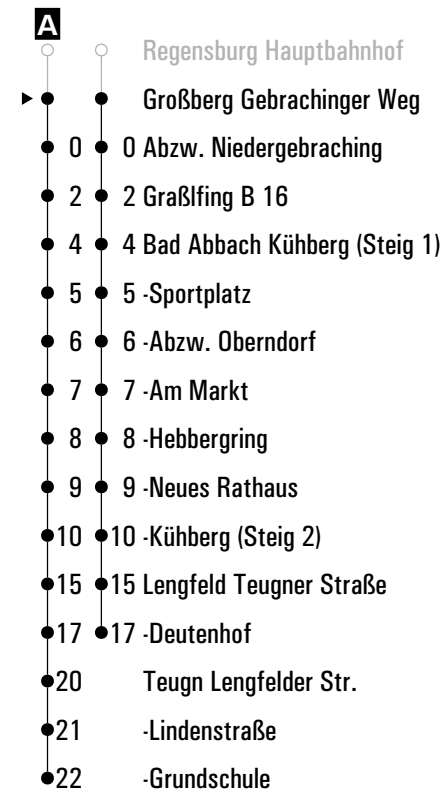 A
Regensburg Hauptbahnhof
Großberg Gebrachinger Weg
0 0 Abzw. Niedergebraching
2 2 Graßlfing B 16
4 4 Bad Abbach Kühberg (Steig 1)
5 5 -Sportplatz
6 6 -Abzw. Oberndorf
7 7 -Am Markt
8 8 -Hebbergring
9 9 -Neues Rathaus
10 10 -Kühberg (Steig 2)
15 15 Lengfeld Teugner Straße
17 17 -Deutenhof
20 Teugn Lengfelder Str.
21 -Lindenstraße
22 -Grundschule